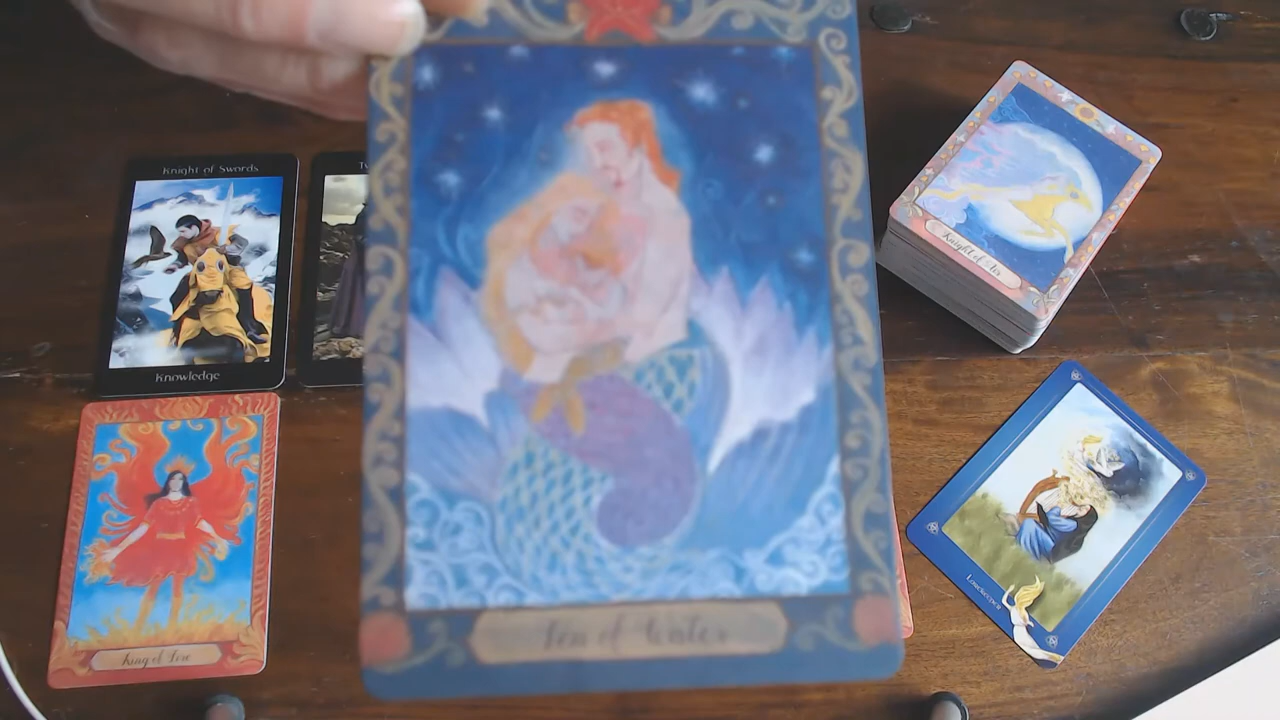 Knight of Swords
Knowledge
King of Fire
Ten of Water
Knight of Air